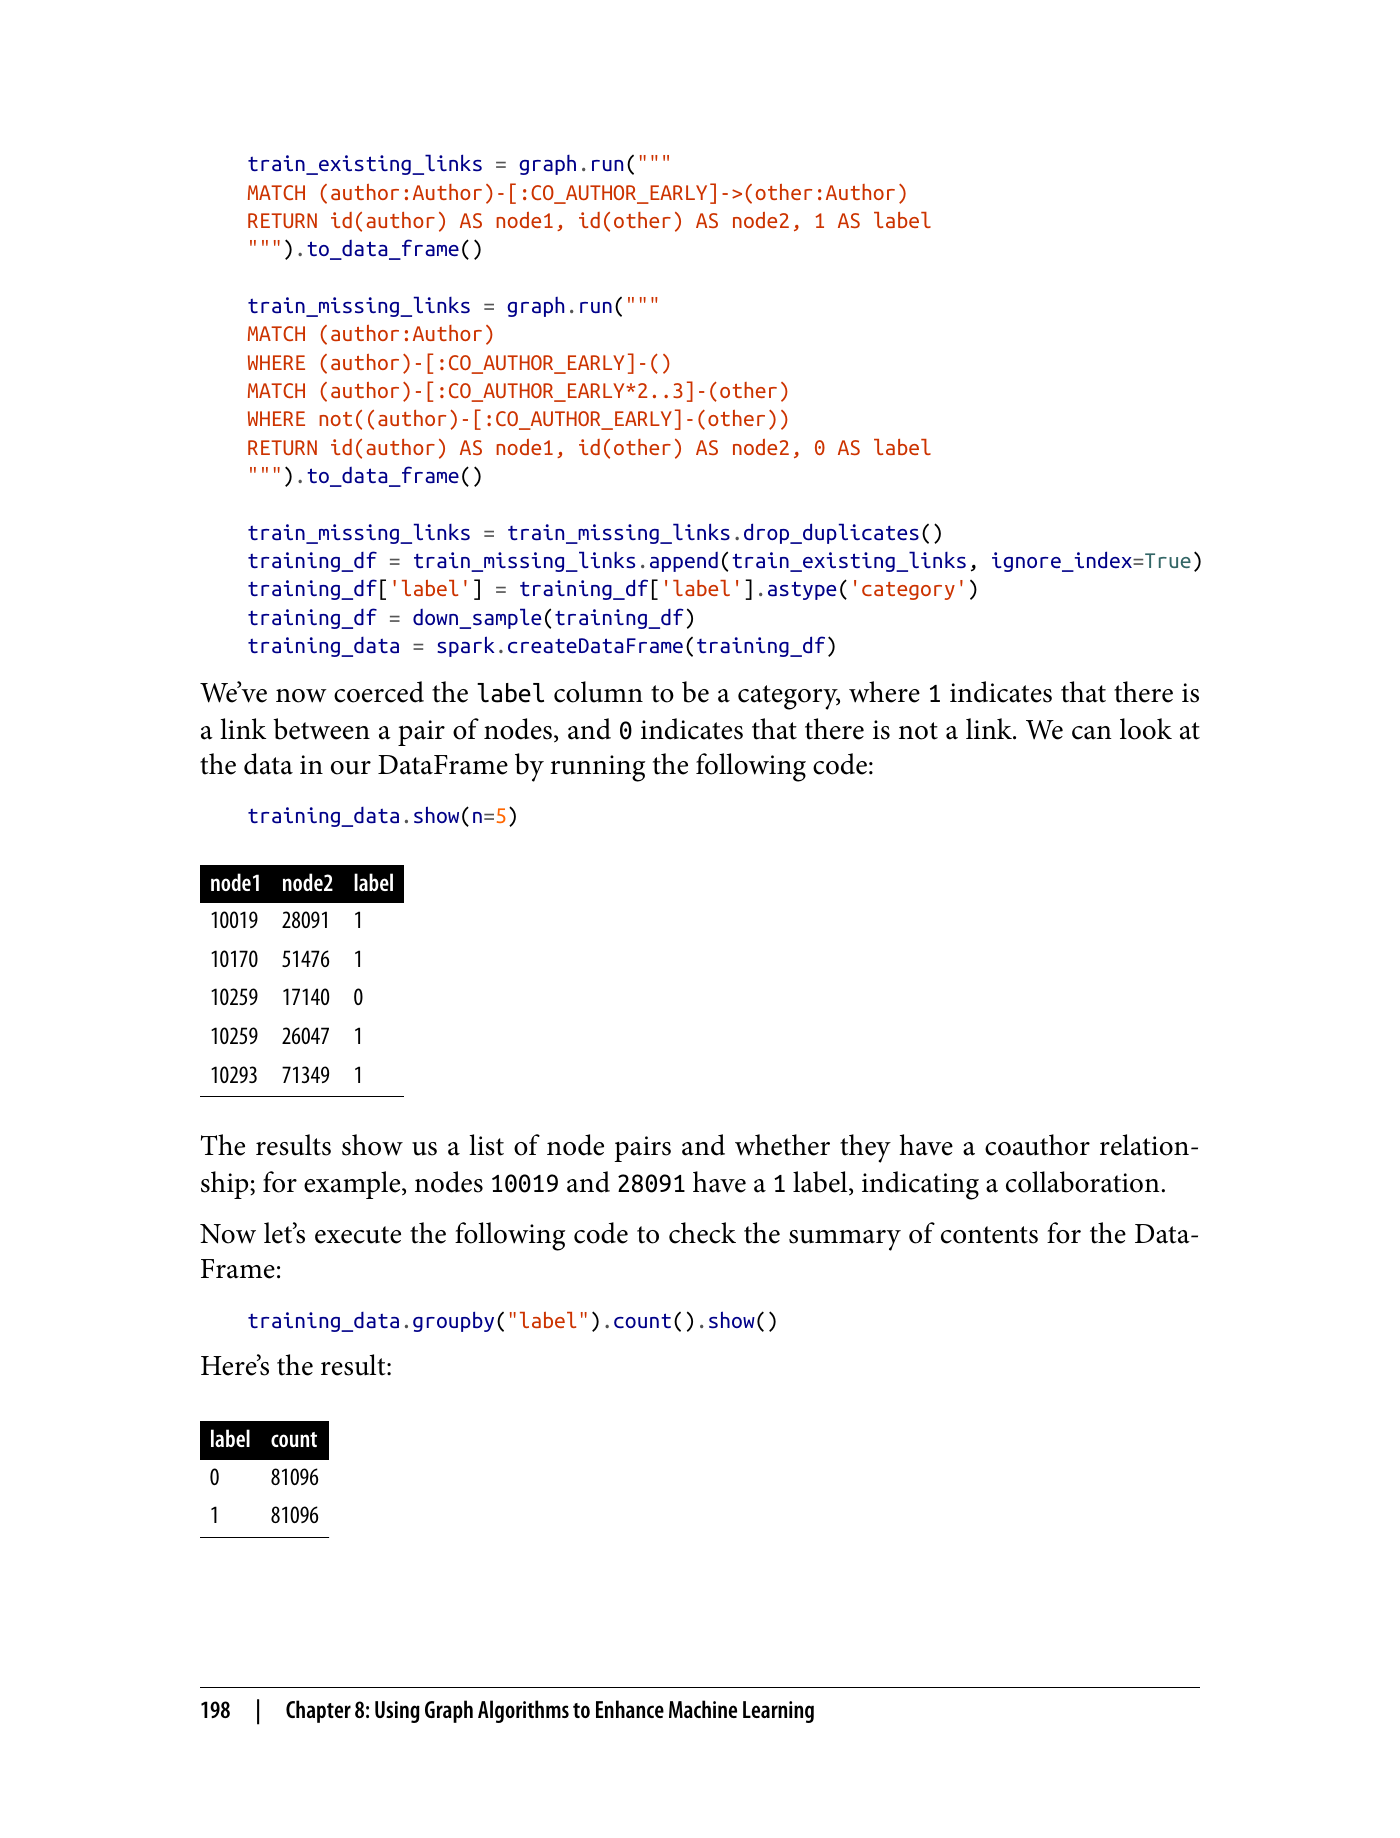 train_existing_links = graph.run("""
MATCH (author:Author)-[:CO_AUTHOR_EARLY]->(other:Author)
RETURN id(author) AS node1, id(other) AS node2, 1 AS label
""").to_data_frame()
train_missing_links = graph.run("""
MATCH (author:Author)
WHERE (author)-[:CO_AUTHOR_EARLY]-()
MATCH (author)-[:CO_AUTHOR_EARLY*2..3]-(other)
WHERE not((author)-[:CO_AUTHOR_EARLY]-(other))
RETURN id(author) AS node1, id(other) AS node2, 0 AS label
""").to_data_frame()
train_missing_links = train_missing_links.drop_duplicates()
training_df = train_missing_links.append(train_existing_links, ignore_index=True)
training_df['label'] = training_df['label'].astype('category')
training_df = down_sample(training_df)
training_data = spark.createDataFrame(training_df)
We’ve now coerced the label column to be a category, where 1 indicates that there is
a link between a pair of nodes, and 0 indicates that there is not a link. We can look at
the data in our DataFrame by running the following code:
training_data.show(n=5)
node1 node2 label
10019 28091 1
10170 51476 1
10259 17140 0
10259 26047 1
10293 71349 1
The results show us a list of node pairs and whether they have a coauthor relation-
ship; for example, nodes 10019 and 28091 have a 1 label, indicating a collaboration.
Now let’s execute the following code to check the summary of contents for the Data-
Frame:
training_data.groupby("label").count().show()
Here’s the result:
label count
0 81096
1 81096
198 | Chapter 8: Using Graph Algorithms to Enhance Machine Learning